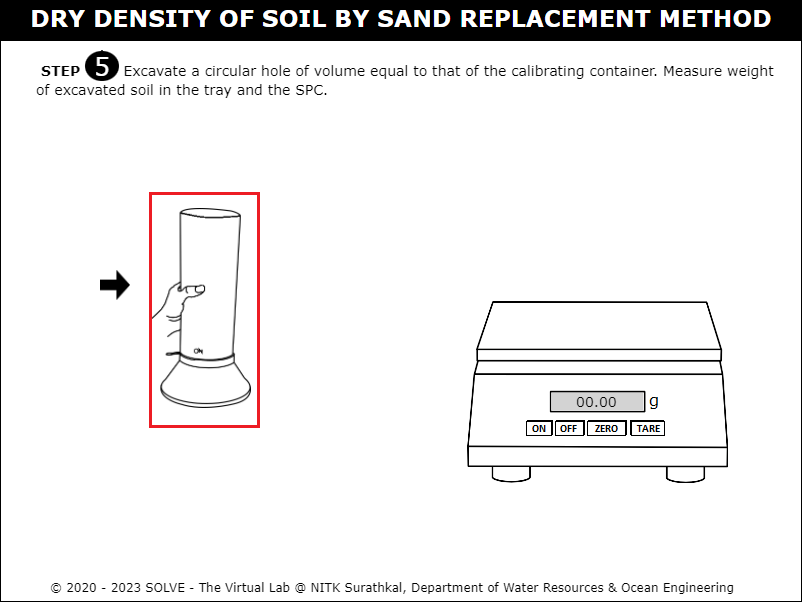 DRY DENSITY OF SOIL BY SAND REPLACEMENT METHOD
STEP 5 Excavate a circular hole of volume equal to that of the calibrating container. Measure weight
of excavated soil in the tray and the SPC.
00.00 g
ON OFF ZERO TARE
© 2020 - 2023 SOLVE - The Virtual Lab @ NITK Surathkal, Department of Water Resources & Ocean Engineering